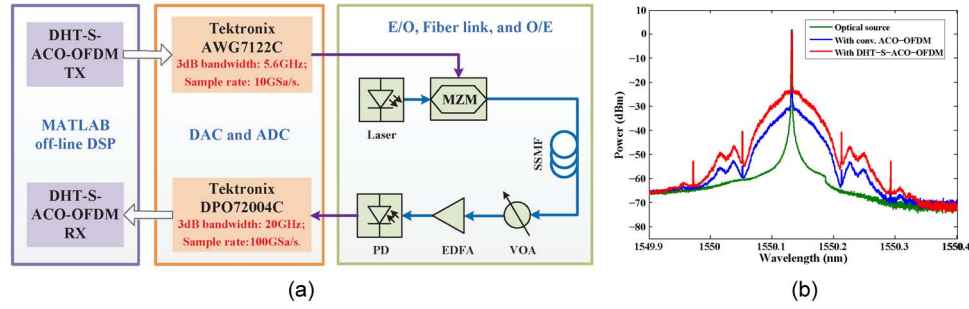 DHT-S-
ACO-OFDM
TX
MATLAB
off-line DSP
DHT-S-
ACO-OFDM
RX
Tektronix
AWG7122C
3dB bandwidth: 5.6GHz;
Sample rate: 10GSa/s.
DAC and ADC
Tektronix
DPO72004C
3dB bandwidth: 20GHz;
Sample rate:100GSa/s.
E/O, Fiber link, and O/E
Laser
MZM
SSMF
PD
EDFA
VOA
(a)
Optical source
With conv. ACO-OFDM
With DHT-S-ACO-OFDM
Power (dBm)
10
0
-10
-20
-30
-40
-50
-60
-70
-80
1549.9
1550
1550.1
1550.2
1550.3
1550.4
Wavelength (nm)
(b)